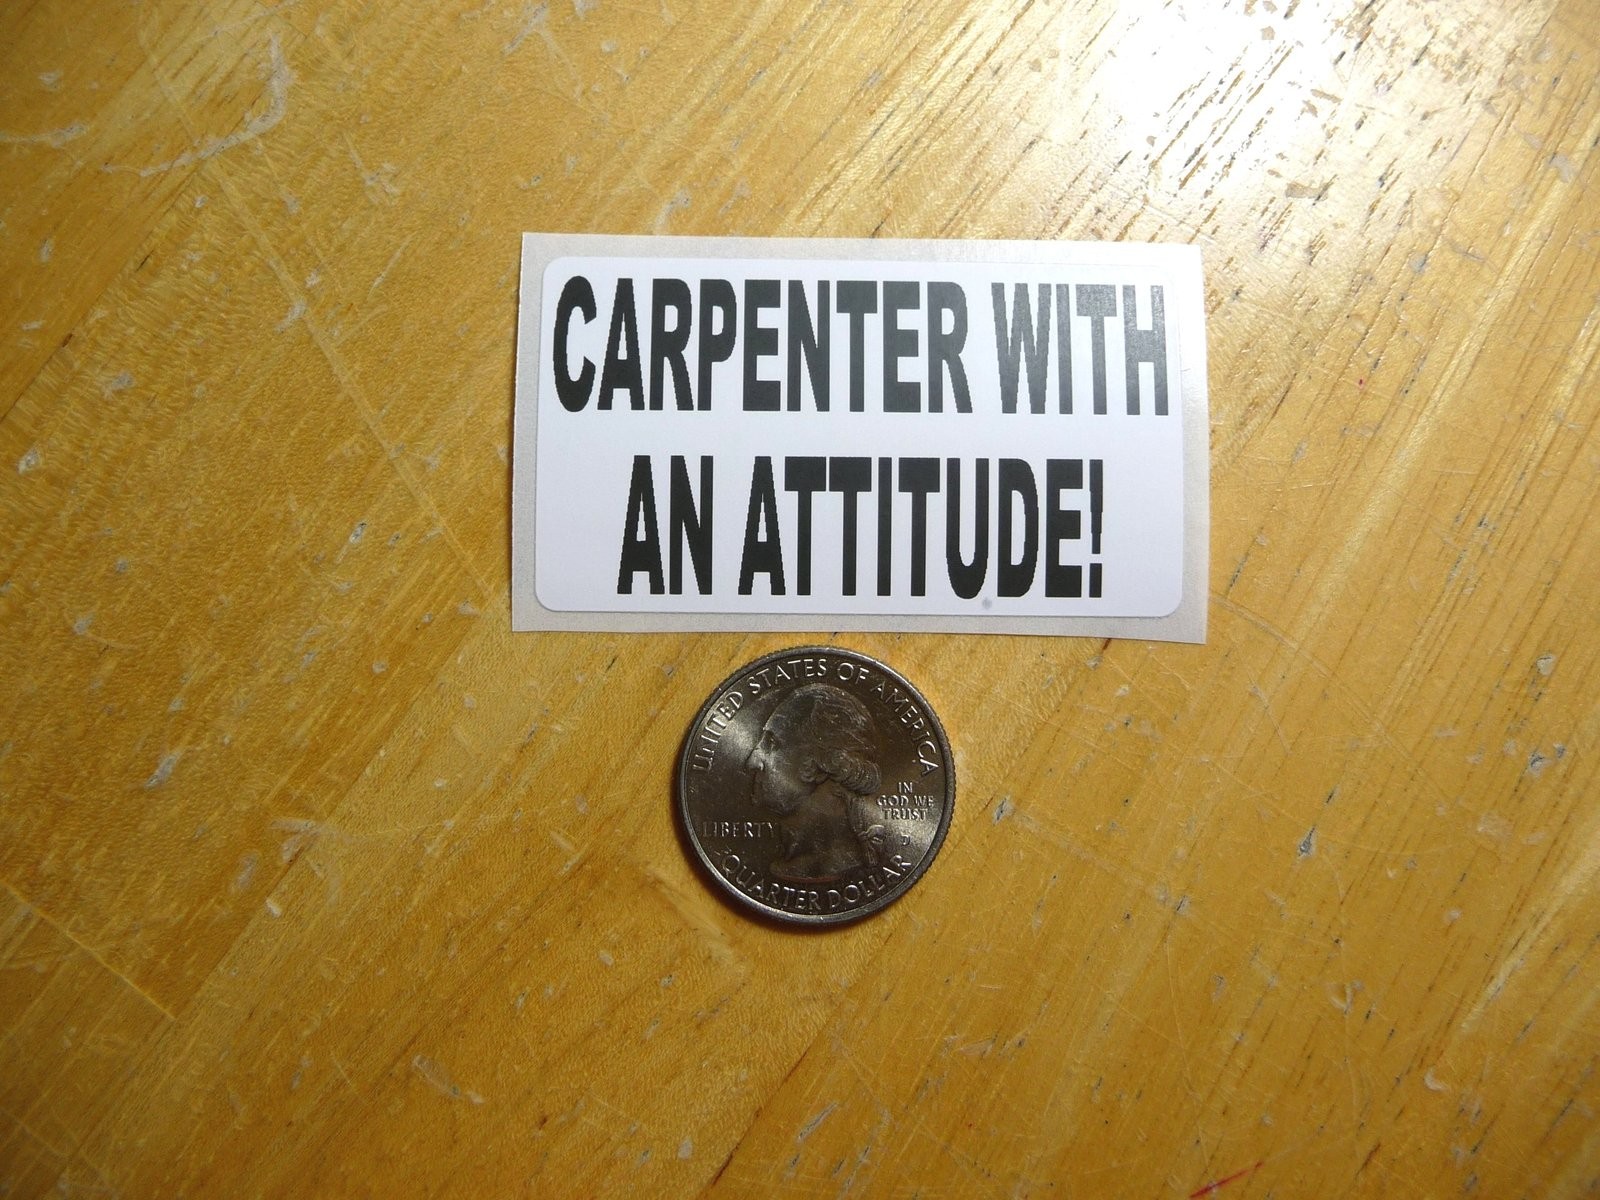 CARPENTER WITH
AN ATTITUDE!
UNITED STATES OF AMERICA
IN
GOD WE
TRUST
LIBERTY
QUARTER DOLLAR